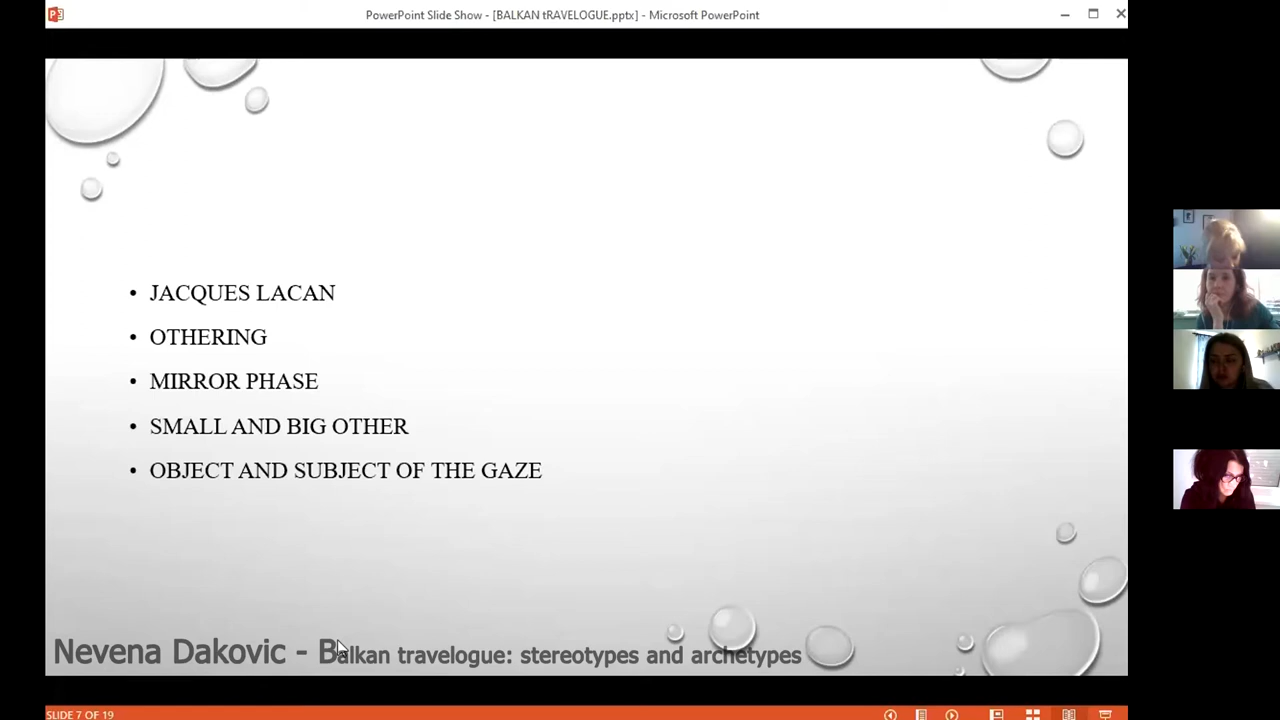 PowerPoint Slide Show - [BALKAN tRAVELOGUE.pptx] - Microsoft PowerPoint
• JACQUES LACAN
• OTHERING
• MIRROR PHASE
• SMALL AND BIG OTHER
• OBJECT AND SUBJECT OF THE GAZE
Nevena Dakovic - Balkan travelogue: stereotypes and archetypes
SLIDE 7 OF 19